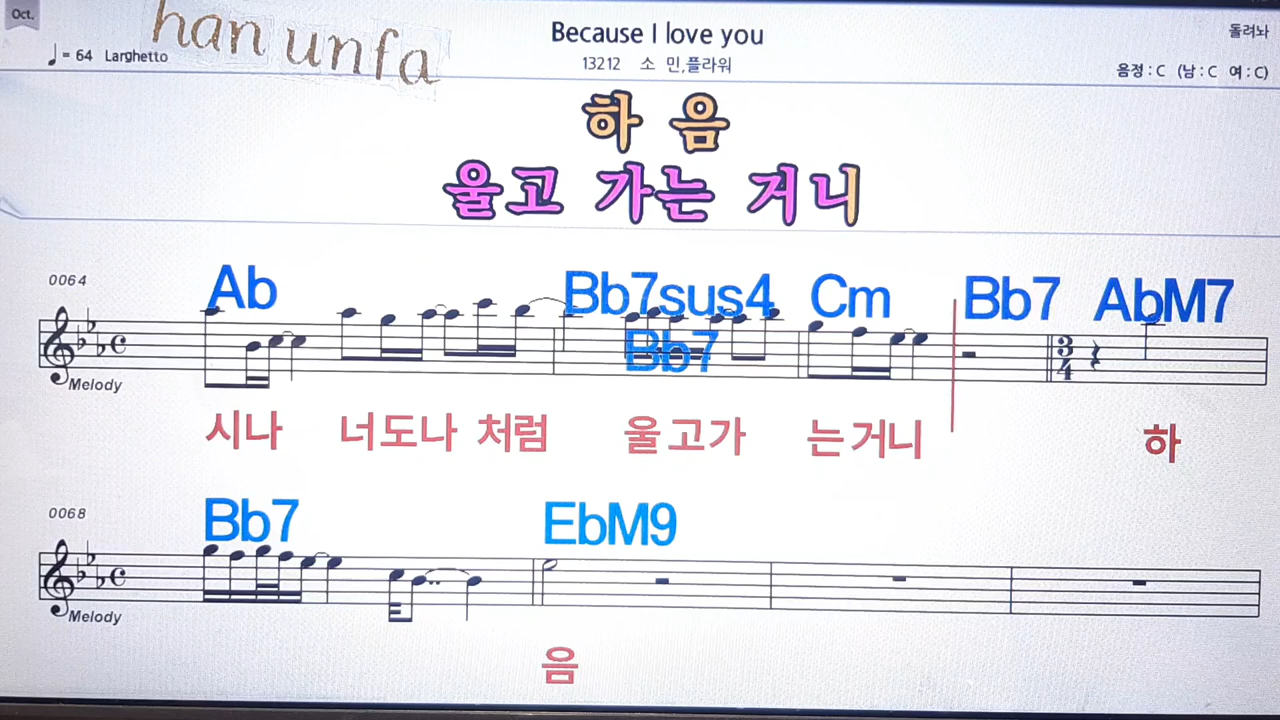 Oct.
han unfa
Because I love you
돌려놔
♩= 64 Larghetto
13212 소 민,플라워
음정 : C (남 : C 여 : C)
하 음
울고 가는 거니
0064
Ab Bb7sus4 Cm Bb7 AbM7
Bb7
3
4
Melody
시나 너도나 처럼 울고가 는거니 하
0068
Bb7 EbM9
Melody
음